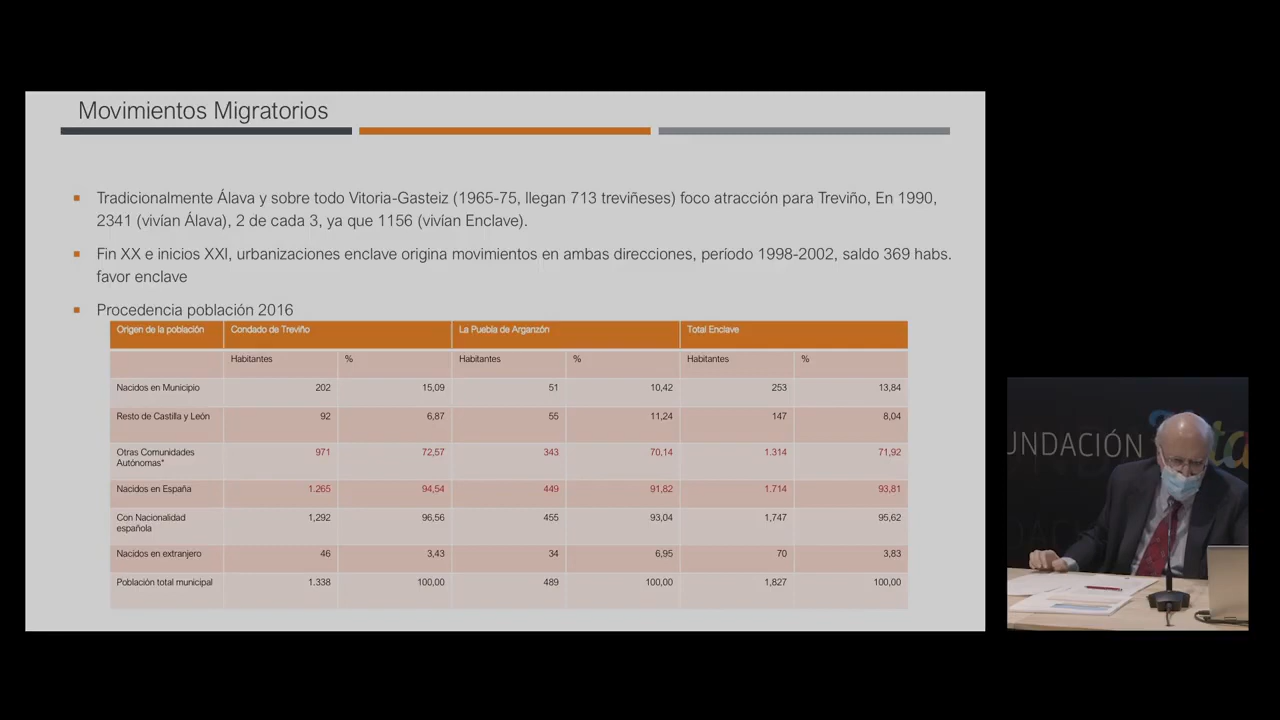 Movimientos Migratorios
Tradicionalmente Álava y sobre todo Vitoria-Gasteiz (1965-75, llegan 713 treviñeses) foco atracción para Treviño, En 1990,
2341 (vivían Álava), 2 de cada 3, ya que 1156 (vivían Enclave).
Fin XX e inicios XXI, urbanizaciones enclave origina movimientos en ambas direcciones, período 1998-2002, saldo 369 habs.
favor enclave
Procedencia población 2016
Origen de la población Condado de Treviño La Puebla de Arganzón Total Enclave
Habitantes % Habitantes % Habitantes %
Nacidos en Municipio 202 15,09 51 10,42 253 13,84
Resto de Castilla y León 92 6,87 55 11,24 147 8,04
Otras Comunidades
Autónomas* 971 72,57 343 70,14 1.314 71,92
Nacidos en España 1.265 94,54 449 91,82 1.714 93,81
Con Nacionalidad
española 1,292 96,56 455 93,04 1,747 95,62
Nacidos en extranjero 46 3,43 34 6,95 70 3,83
Población total municipal 1.338 100,00 489 100,00 1,827 100,00
UNDACIÓN